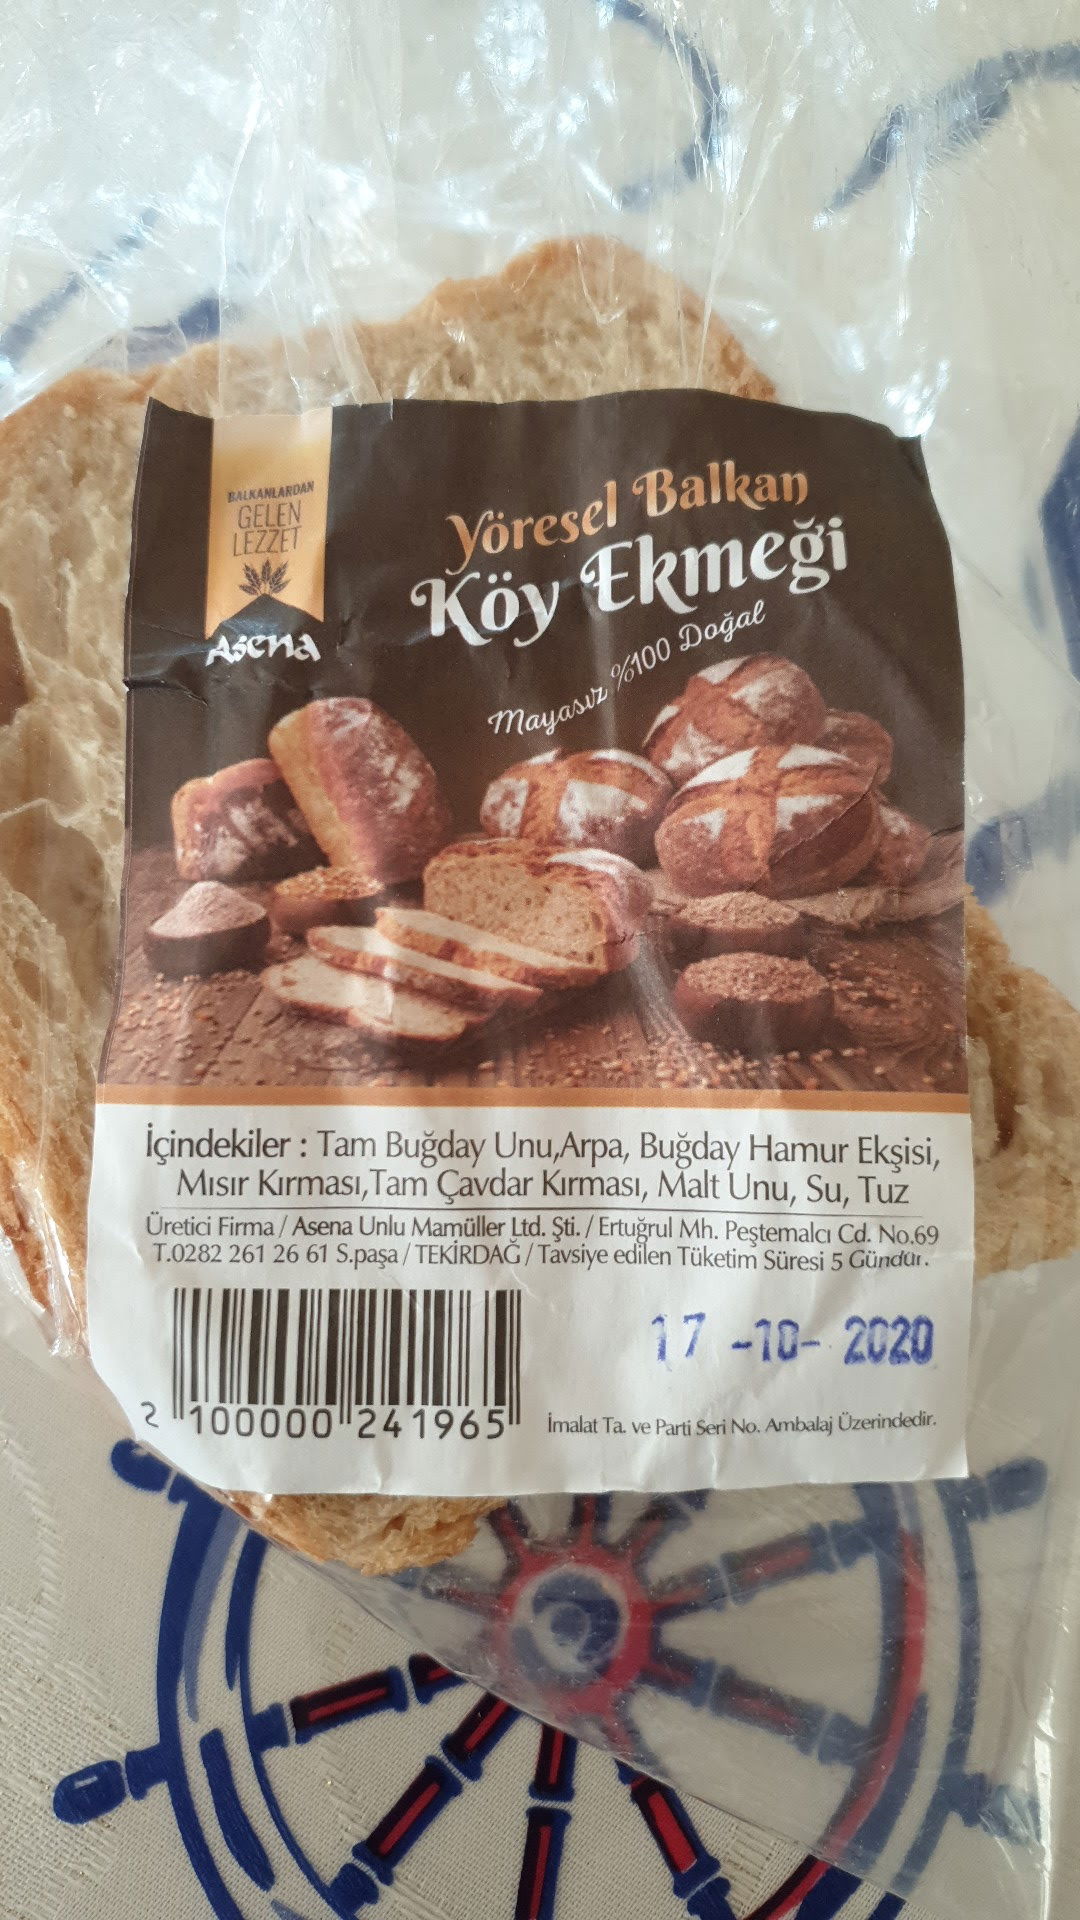 BALKANLARDAN
GELEN
LEZZET
Asena
Yöresel Balkan
Köy Ekmeği
Mayasız %100 Doğal
İçindekiler : Tam Buğday Unu,Arpa, Buğday Hamur Ekşisi,
Mısır Kırması,Tam Çavdar Kırması, Malt Unu, Su, Tuz
Üretici Firma / Asena Unlu Mamüller Ltd. Şti. / Ertuğrul Mh. Peştemalcı Cd. No.69
T.0282 261 26 61 S.paşa / TEKİRDAĞ / Tavsiye edilen Tüketim Süresi 5 Gündür.
17 -10- 2020
2 100000 241965
İmalat Ta. ve Parti Seri No. Ambalaj Üzerindedir.